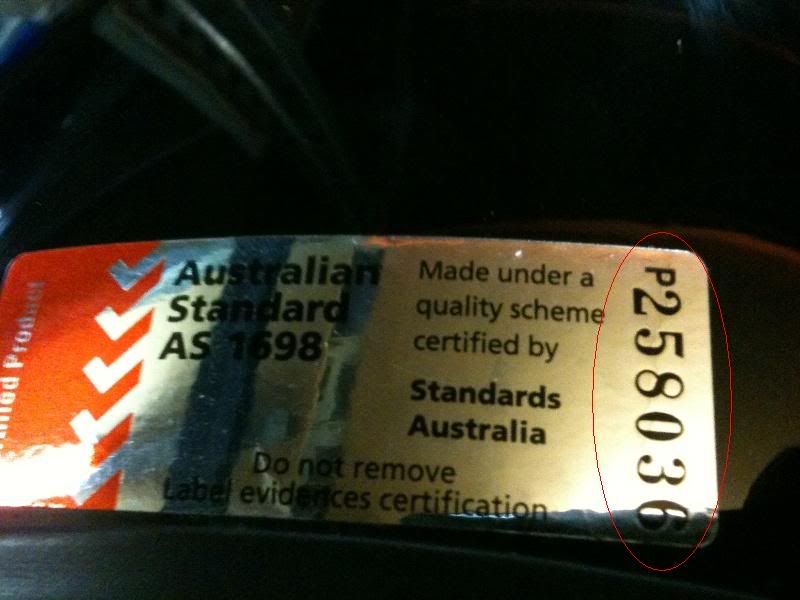 Product
Australian
Standard
AS 1698
Made under a
quality scheme
certified by
Standards
Australia
Do not remove
Label evidences certification
P258036